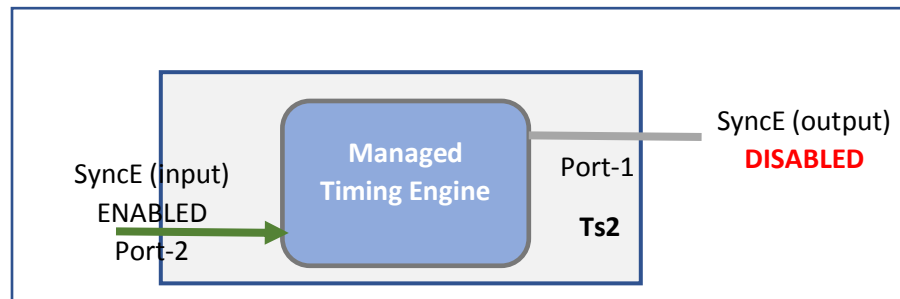 SyncE (input)
ENABLED
Port-2
Managed
Timing Engine
Port-1
Ts2
SyncE (output)
DISABLED